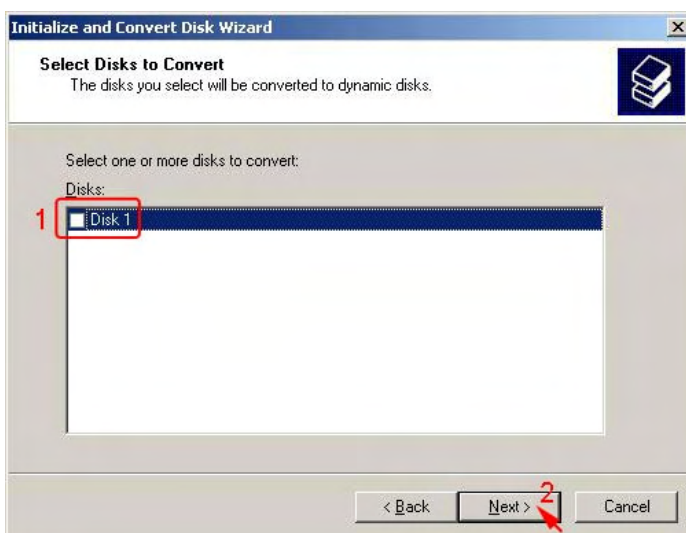 Initialize and Convert Disk Wizard
Select Disks to Convert
The disks you select will be converted to dynamic disks.
Select one or more disks to convert:
Disks:
1
Disk 1
2
< Back
Next >
Cancel